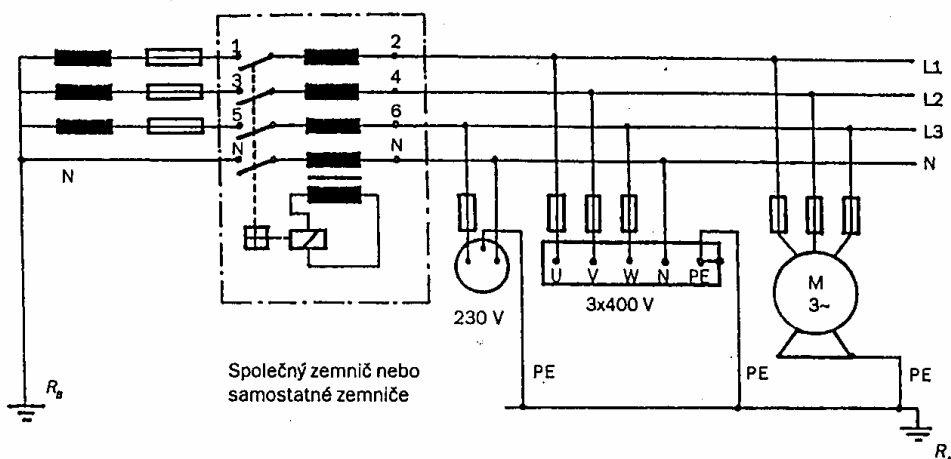 1
2
L1
3
4
L2
5
6
L3
N
N
N
N
U V W N PE
M
3~
230 V
3x400 V
Společný zemnič nebo
samostatné zemniče
PE
PE
PE
R_B